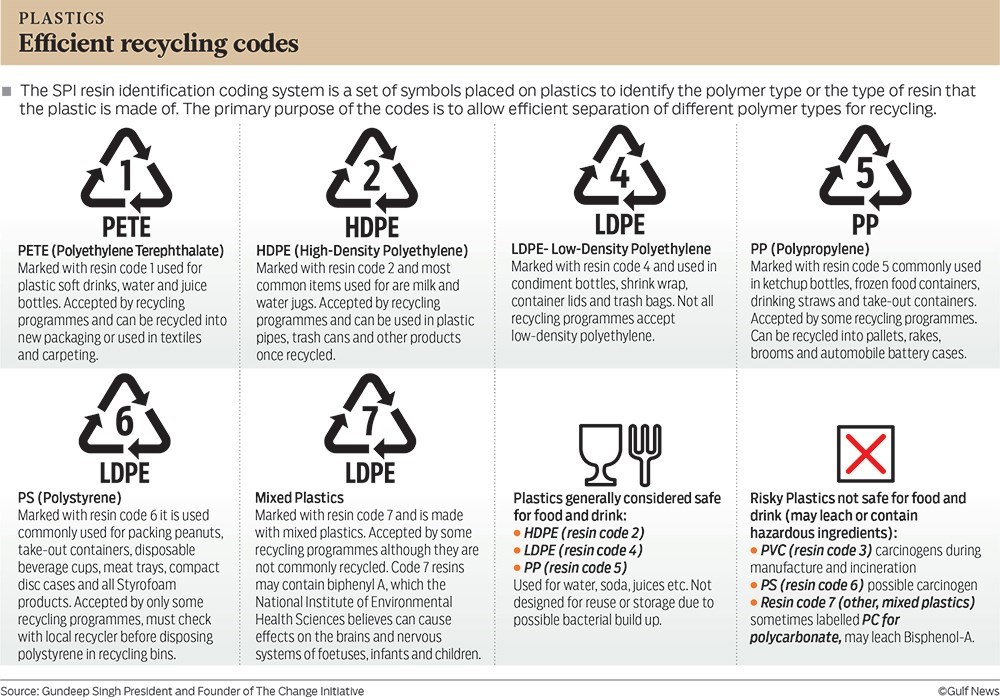 PLASTICS
Efficient recycling codes
The SPI resin identification coding system is a set of symbols placed on plastics to identify the polymer type or the type of resin that
the plastic is made of. The primary purpose of the codes is to allow efficient separation of different polymer types for recycling.
1
PETE
PETE (Polyethylene Terephthalate)
Marked with resin code 1 used for
plastic soft drinks, water and juice
bottles. Accepted by recycling
programmes and can be recycled into
new packaging or used in textiles
and carpeting.
2
HDPE
HDPE (High-Density Polyethylene)
Marked with resin code 2 and most
common items used for are milk and
water jugs. Accepted by recycling
programmes and can be used in plastic
pipes, trash cans and other products
once recycled.
4
LDPE
LDPE- Low-Density Polyethylene
Marked with resin code 4 and used in
condiment bottles, shrink wrap,
container lids and trash bags. Not all
recycling programmes accept
low-density polyethylene.
5
PP
PP (Polypropylene)
Marked with resin code 5 commonly used
in ketchup bottles, frozen food containers,
drinking straws and take-out containers.
Accepted by some recycling programmes.
Can be recycled into pallets, rakes,
brooms and automobile battery cases.
6
LDPE
PS (Polystyrene)
Marked with resin code 6 it is used
commonly used for packing peanuts,
take-out containers, disposable
beverage cups, meat trays, compact
disc cases and all Styrofoam
products. Accepted by only some
recycling programmes, must check
with local recycler before disposing
polystyrene in recycling bins.
7
LDPE
Mixed Plastics
Marked with resin code 7 and is made
with mixed plastics. Accepted by some
recycling programmes although they are
not commonly recycled. Code 7 resins
may contain biphenyl A, which the
National Institute of Environmental
Health Sciences believes can cause
effects on the brains and nervous
systems of foetuses, infants and children.
Plastics generally considered safe
for food and drink:
• HDPE (resin code 2)
• LDPE (resin code 4)
• PP (resin code 5)
Used for water, soda, juices etc. Not
designed for reuse or storage due to
possible bacterial build up.
Risky Plastics not safe for food and
drink (may leach or contain
hazardous ingredients):
• PVC (resin code 3) carcinogens during
manufacture and incineration
• PS (resin code 6) possible carcinogen
• Resin code 7 (other, mixed plastics)
sometimes labelled PC for
polycarbonate, may leach Bisphenol-A.
Source: Gundeep Singh President and Founder of The Change Initiative
©Gulf News